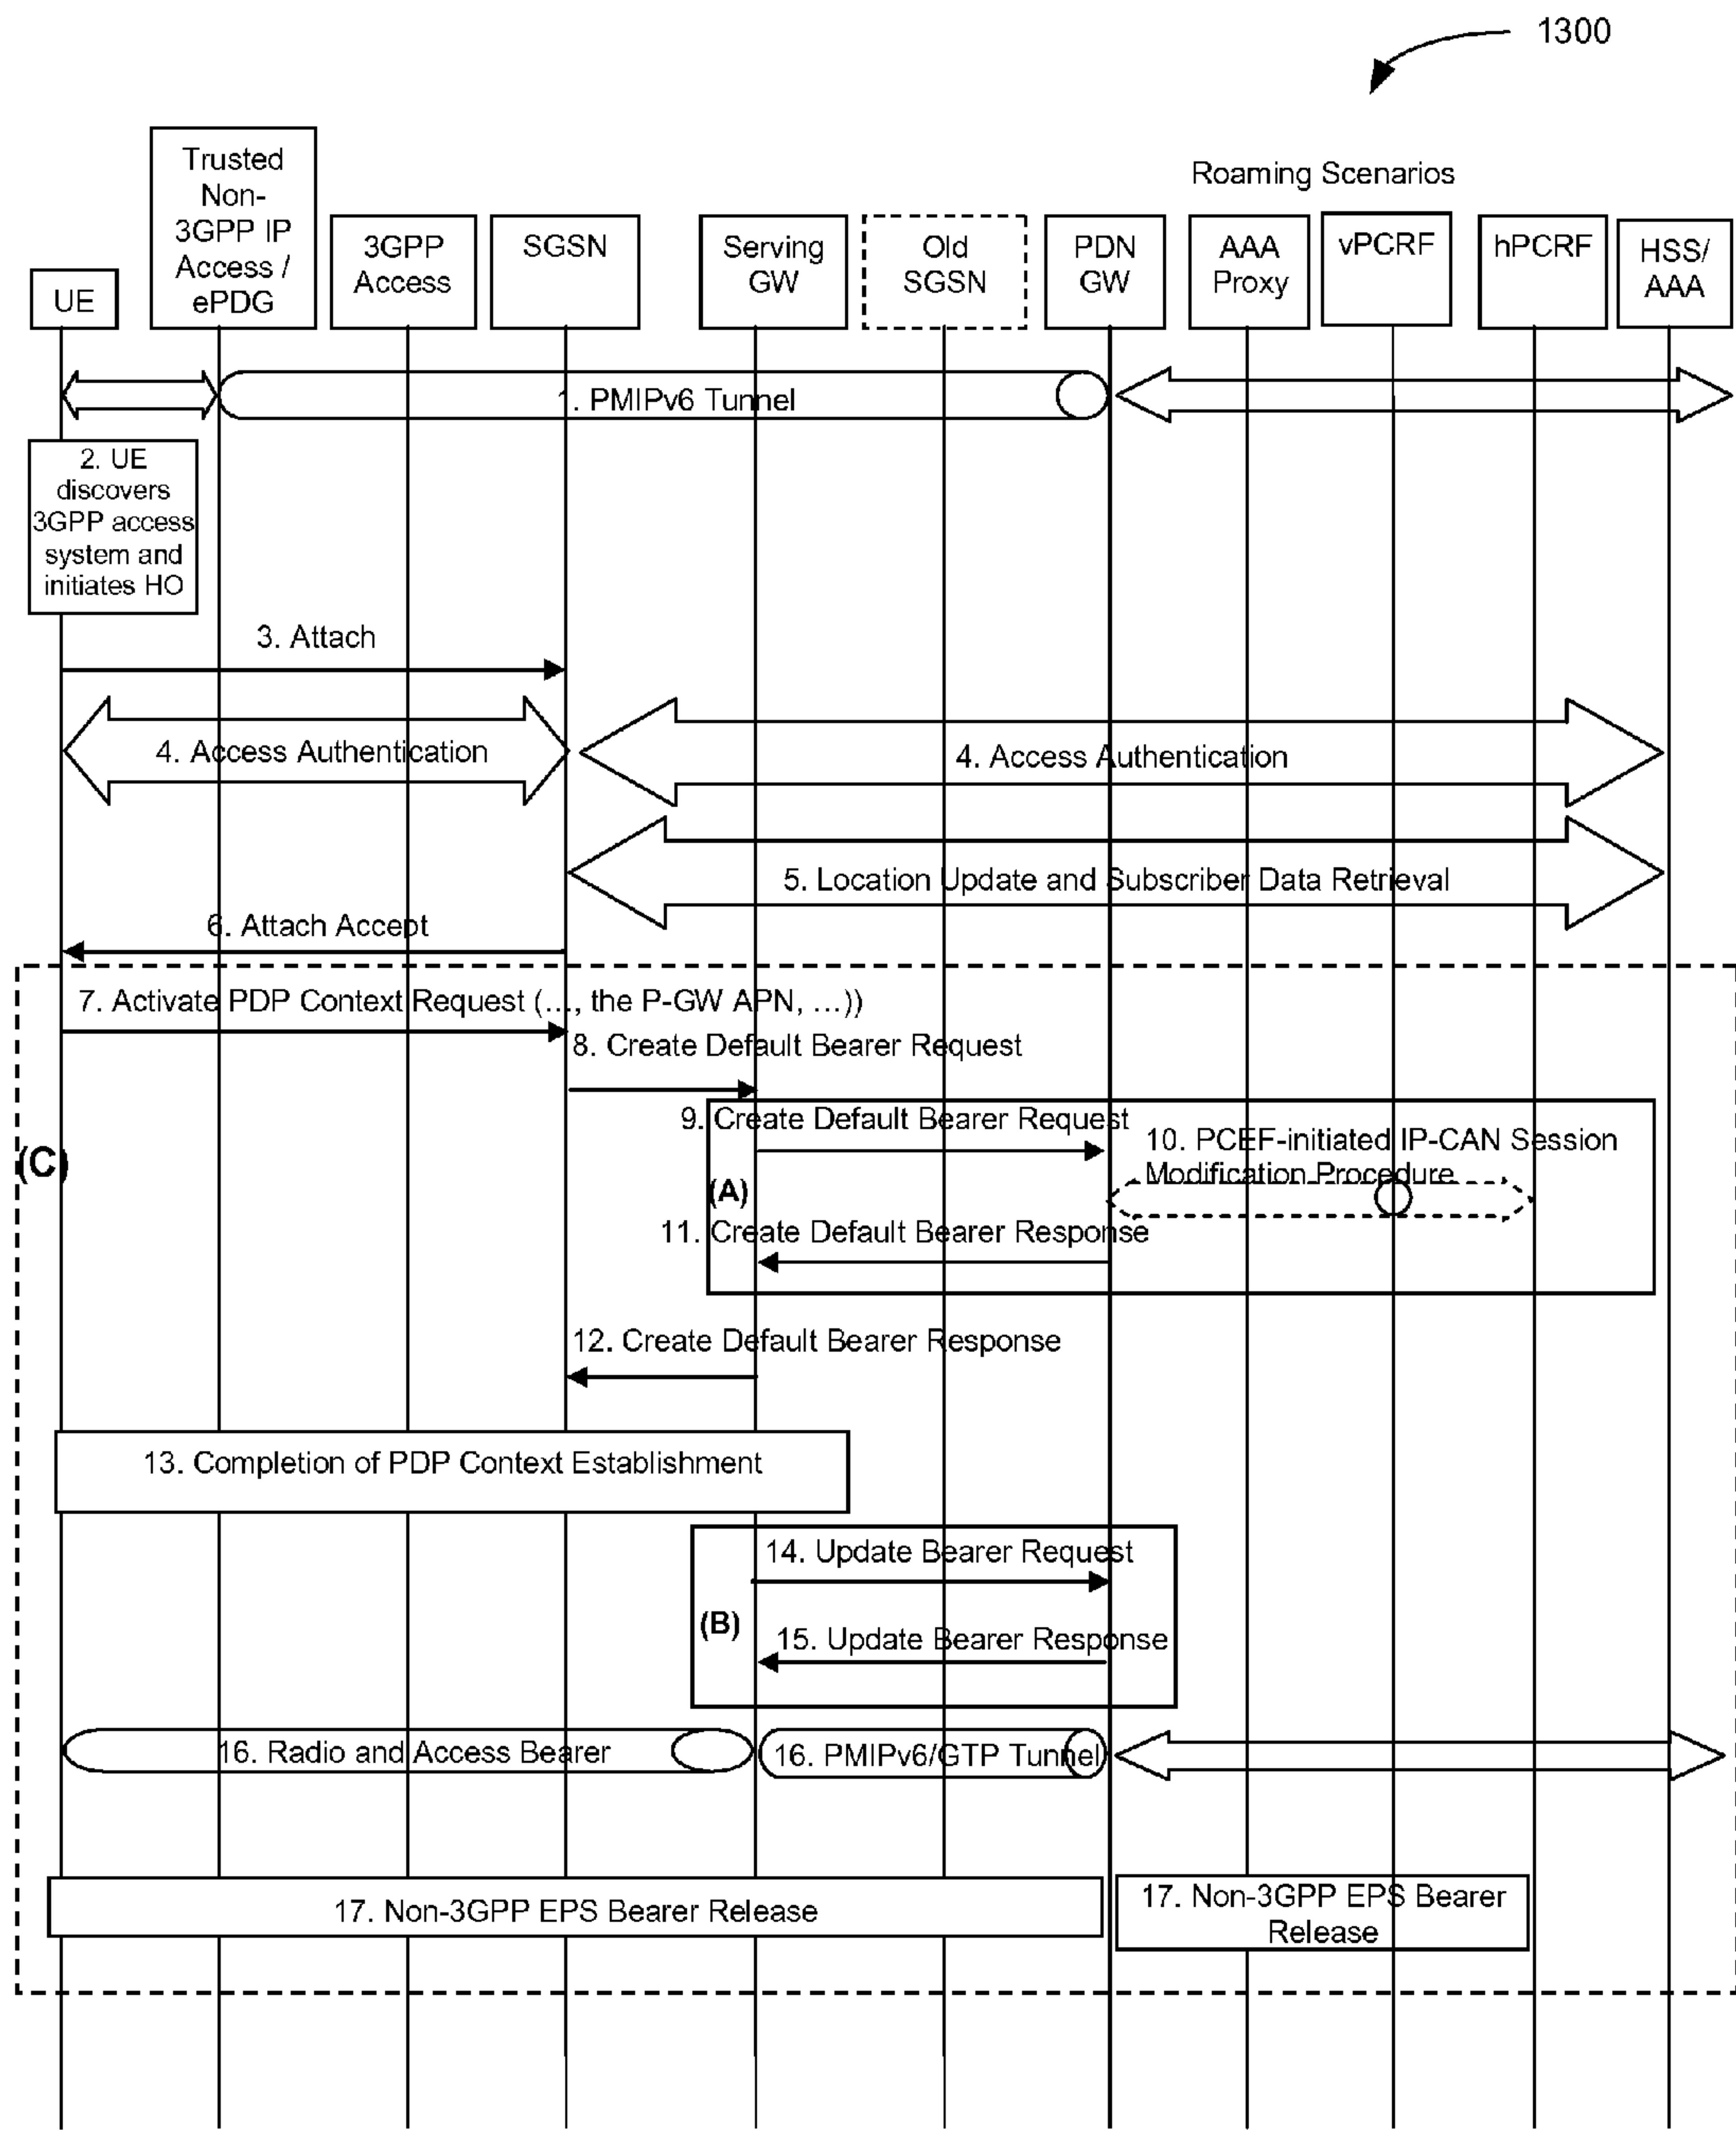 1300
Roaming Scenarios
UE
Trusted
Non-
3GPP IP
Access /
ePDG
3GPP
Access
SGSN
Serving
GW
Old
SGSN
PDN
GW
AAA
Proxy
vPCRF
hPCRF
HSS/
AAA
1. PMIPv6 Tunnel
2. UE
discovers
3GPP access
system and
initiates HO
3. Attach
4. Access Authentication
4. Access Authentication
5. Location Update and Subscriber Data Retrieval
6. Attach Accept
7. Activate PDP Context Request (..., the P-GW APN, ...))
8. Create Default Bearer Request
9. Create Default Bearer Request
10. PCEF-initiated IP-CAN Session
Modification Procedure
(C)
(A)
11. Create Default Bearer Response
12. Create Default Bearer Response
13. Completion of PDP Context Establishment
14. Update Bearer Request
(B)
15. Update Bearer Response
16. Radio and Access Bearer
16. PMIPv6/GTP Tunnel
17. Non-3GPP EPS Bearer Release
17. Non-3GPP EPS Bearer
Release